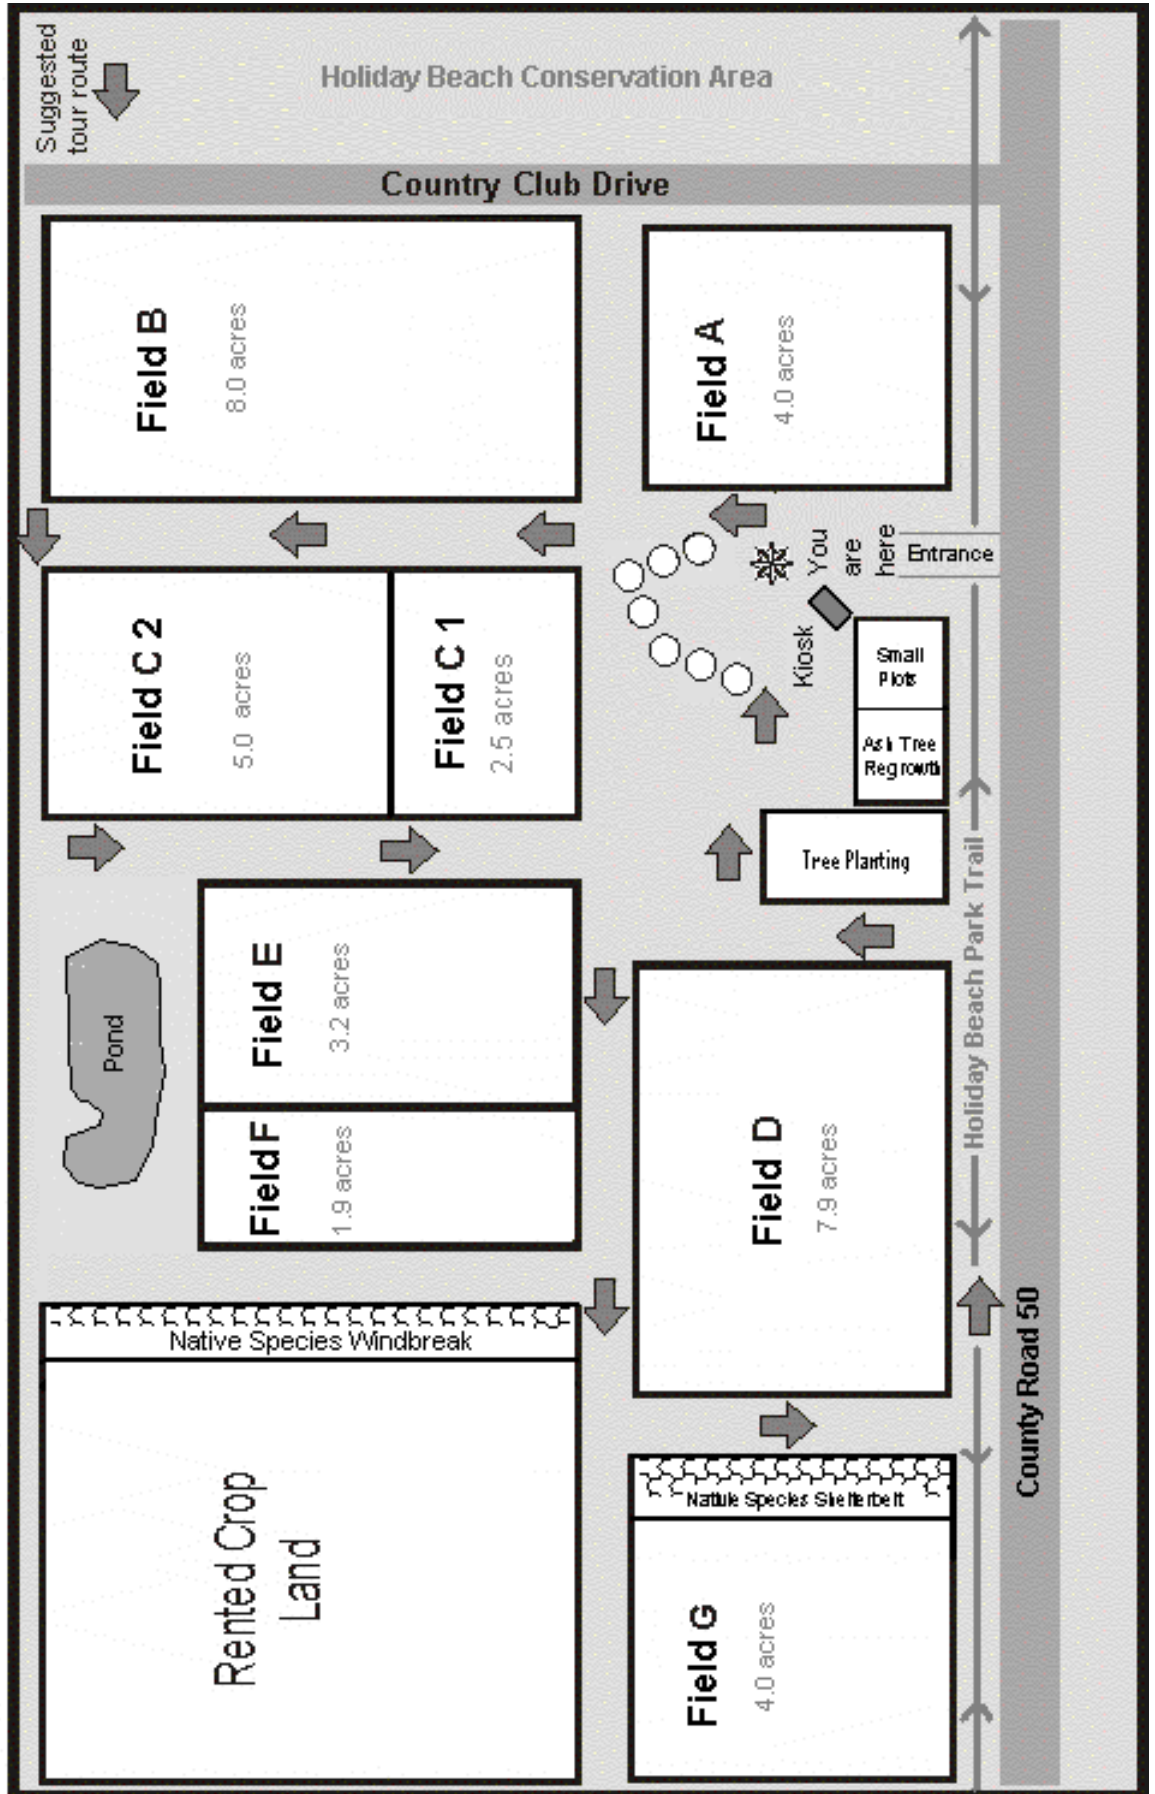 Suggested
tour route
Holiday Beach Conservation Area
Country Club Drive
Field B
8.0 acres
Field A
4.0 acres
Field C 2
5.0 acres
Field C 1
2.5 acres
You
are
here
Entrance
Kiosk
Small
Plots
Ash Tree
Regrowth
Tree Planting
Pond
Field E
3.2 acres
Field F
1.9 acres
Field D
7.9 acres
Holiday Beach Park Trail
County Road 50
Native Species Windbreak
Rented Crop
Land
Native Species Shelterbelt
Field G
4.0 acres